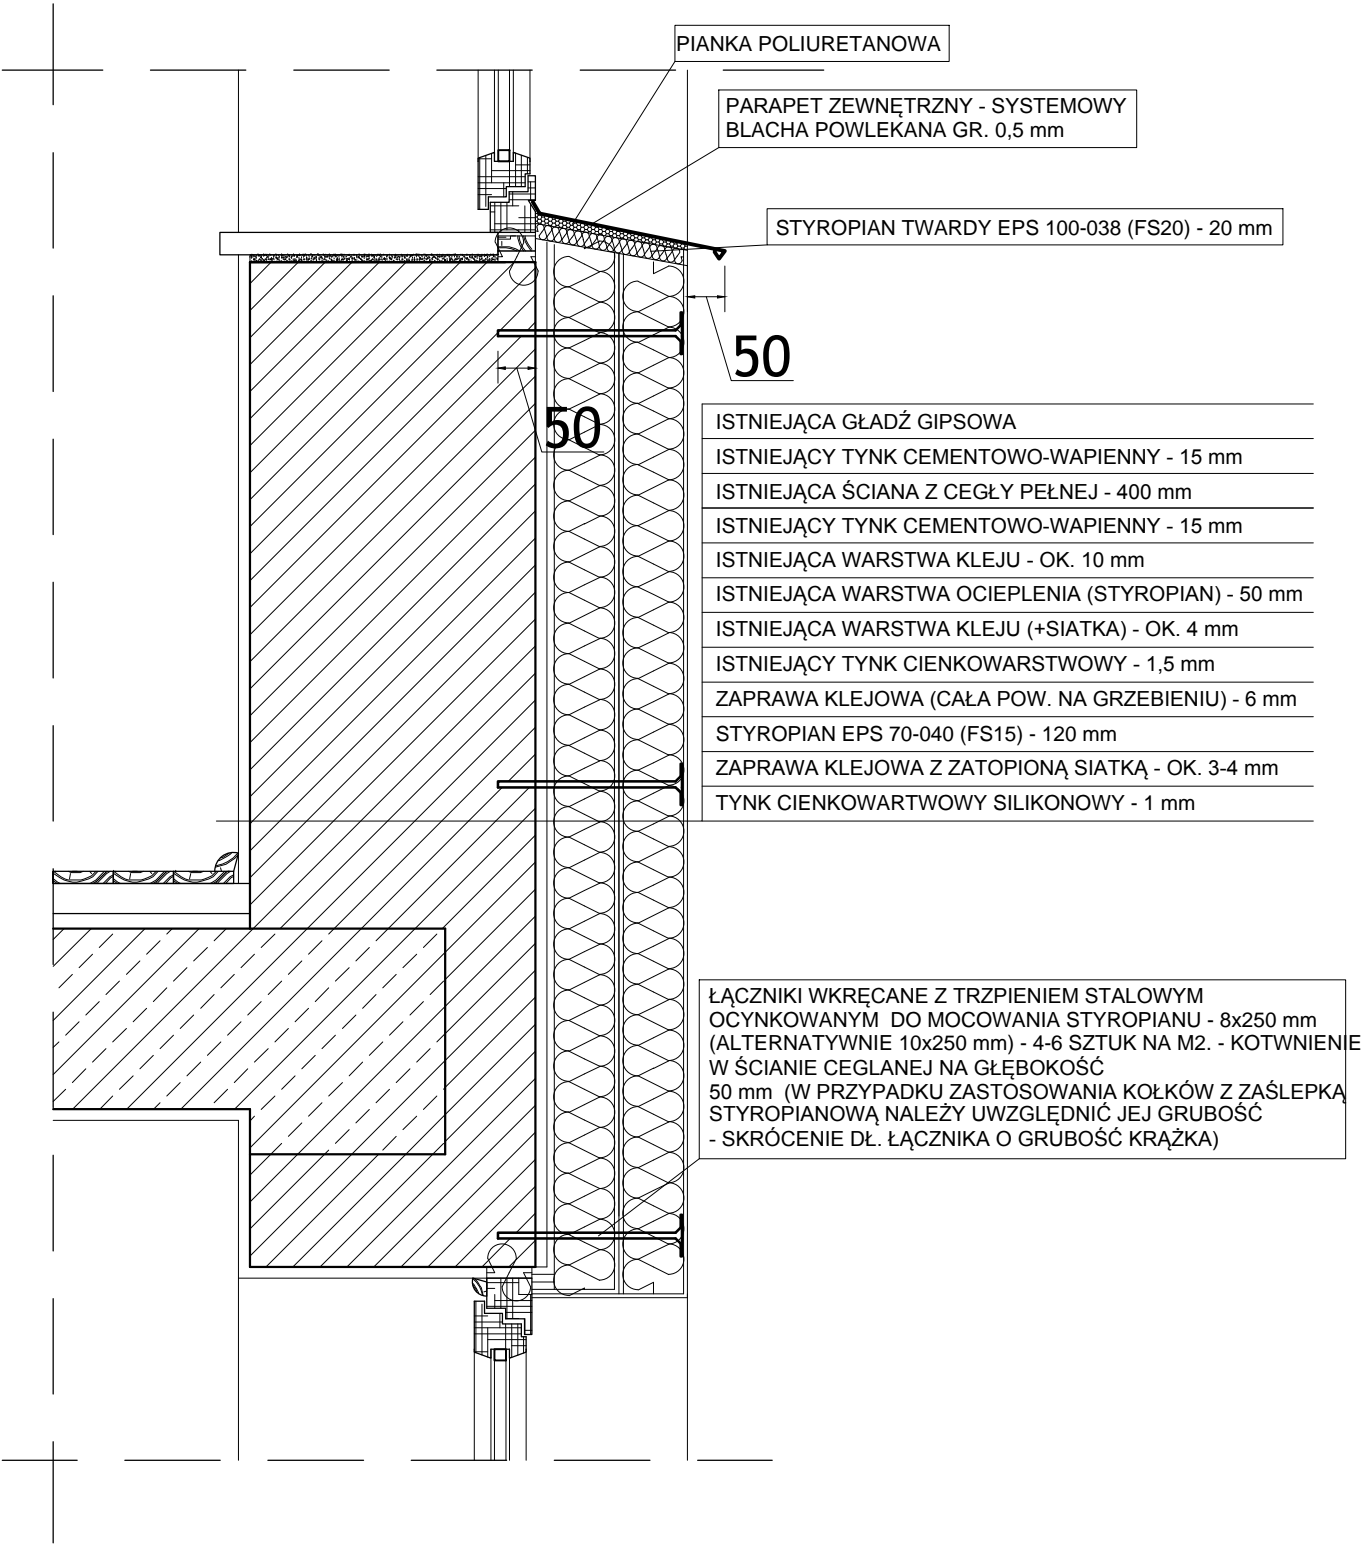 PIANKA POLIURETANOWA
PARAPET ZEWNĘTRZNY - SYSTEMOWY
BLACHA POWLEKANA GR. 0,5 mm
STYROPIAN TWARDY EPS 100-038 (FS20) - 20 mm
50
50
ISTNIEJĄCA GŁADŹ GIPSOWA
ISTNIEJĄCY TYNK CEMENTOWO-WAPIENNY - 15 mm
ISTNIEJĄCA ŚCIANA Z CEGŁY PEŁNEJ - 400 mm
ISTNIEJĄCY TYNK CEMENTOWO-WAPIENNY - 15 mm
ISTNIEJĄCA WARSTWA KLEJU - OK. 10 mm
ISTNIEJĄCA WARSTWA OCIEPLENIA (STYROPIAN) - 50 mm
ISTNIEJĄCA WARSTWA KLEJU (+SIATKA) - OK. 4 mm
ISTNIEJĄCY TYNK CIENKOWARSTWOWY - 1,5 mm
ZAPRAWA KLEJOWA (CAŁA POW. NA GRZEBIENIU) - 6 mm
STYROPIAN EPS 70-040 (FS15) - 120 mm
ZAPRAWA KLEJOWA Z ZATOPIONĄ SIATKĄ - OK. 3-4 mm
TYNK CIENKOWARTWOWY SILIKONOWY - 1 mm
ŁĄCZNIKI WKRĘCANE Z TRZPIENIEM STALOWYM
OCYNKOWANYM DO MOCOWANIA STYROPIANU - 8x250 mm
(ALTERNATYWNIE 10x250 mm) - 4-6 SZTUK NA M2. - KOTWNIENIE
W ŚCIANIE CEGLANEJ NA GŁĘBOKOŚĆ
50 mm (W PRZYPADKU ZASTOSOWANIA KOŁKÓW Z ZAŚLEPKĄ
STYROPIANOWĄ NALEŻY UWZGLĘDNIĆ JEJ GRUBOŚĆ
- SKRÓCENIE DŁ. ŁĄCZNIKA O GRUBOŚĆ KRĄŻKA)